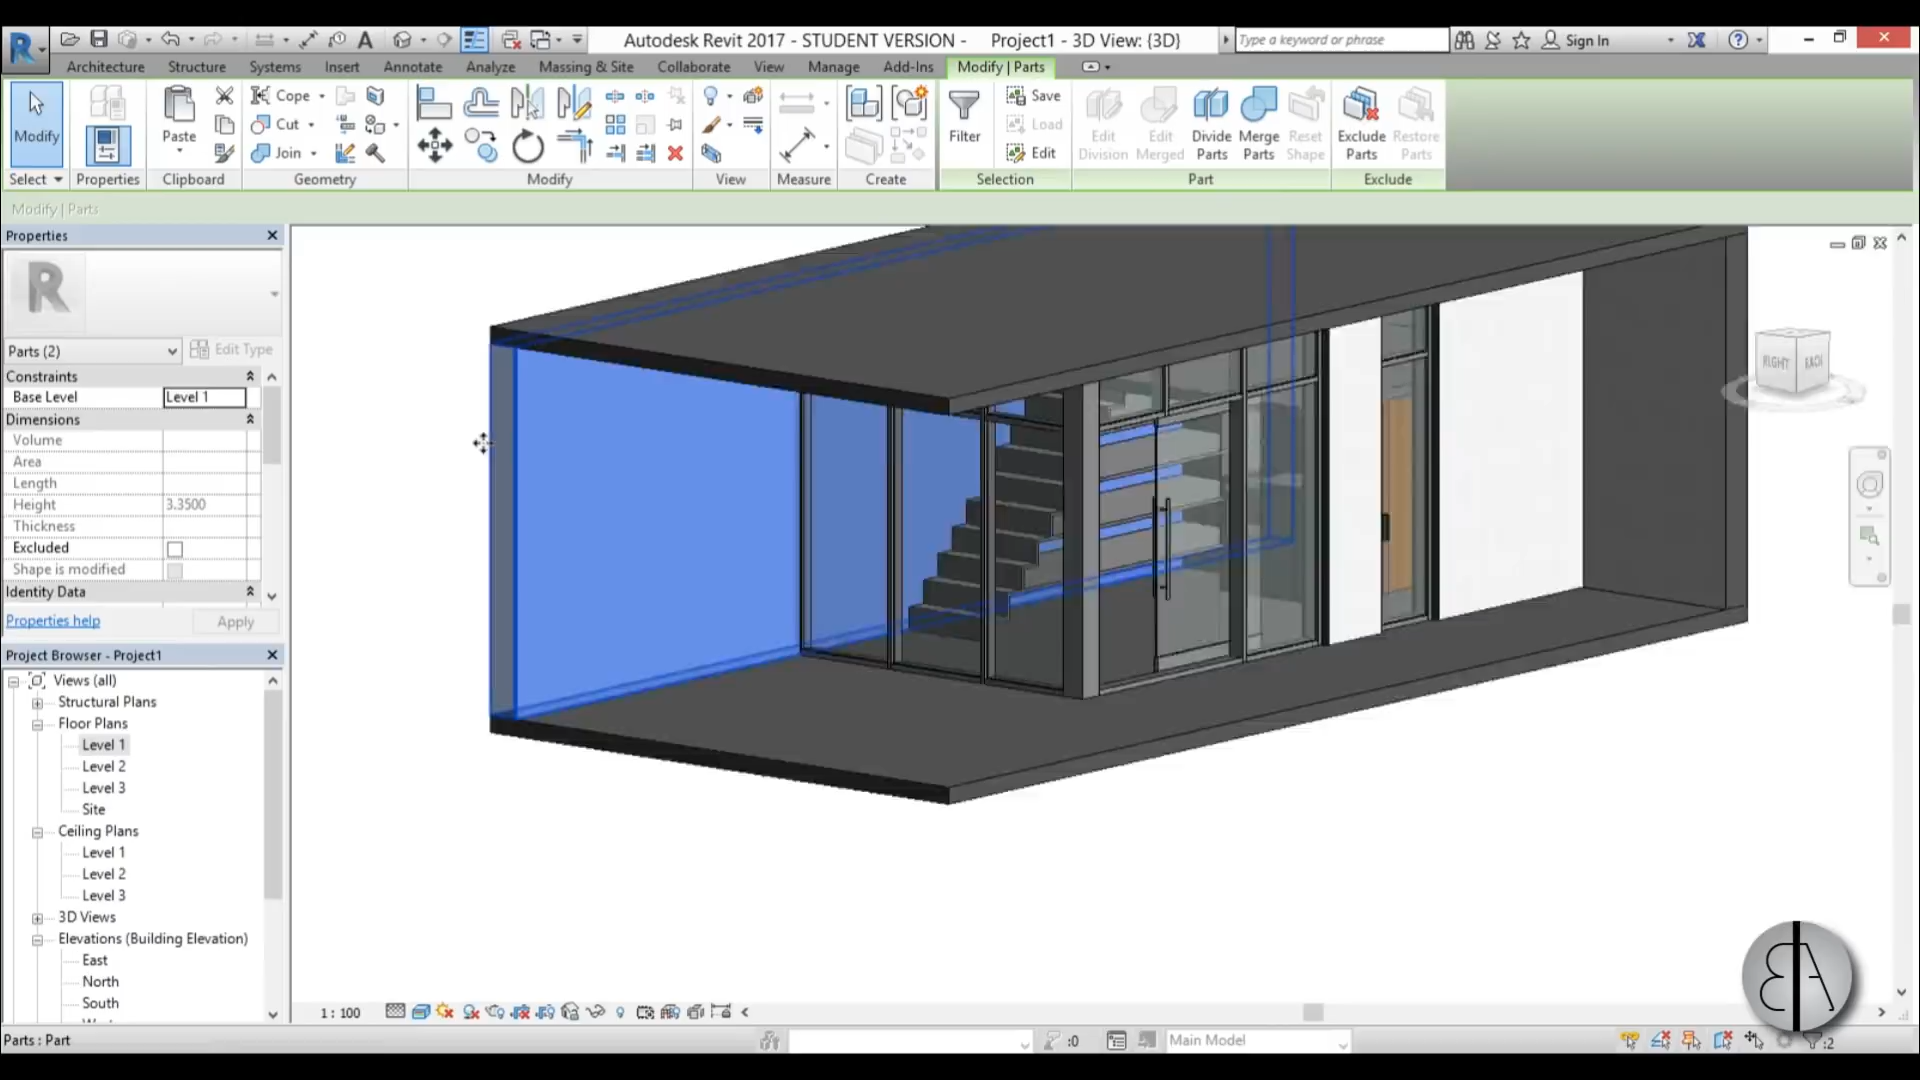 Autodesk Revit 2017 - STUDENT VERSION - Project1 - 3D View: {3D}
Type a keyword or phrase
Sign In
Architecture Structure Systems Insert Annotate Analyze Massing & Site Collaborate View Manage Add-Ins Modify | Parts
Modify
Paste
Cope
Cut
Join
Filter
Save
Load
Edit
Edit Division
Edit Merged
Divide Parts
Merge Parts
Reset Shape
Exclude Parts
Restore Parts
Select Properties Clipboard Geometry Modify View Measure Create Selection Part Exclude
Modify | Parts
Properties
R
Parts (2) Edit Type
Constraints
Base Level Level 1
Dimensions
Volume
Area
Length
Height 3.3500
Thickness
Excluded
Shape is modified
Identity Data
Properties help Apply
Project Browser - Project1
Views (all)
Structural Plans
Floor Plans
Level 1
Level 2
Level 3
Site
Ceiling Plans
Level 1
Level 2
Level 3
3D Views
Elevations (Building Elevation)
East
North
South
RIGHT
BACK
1 : 100
Parts : Part
:0
Main Model
:2